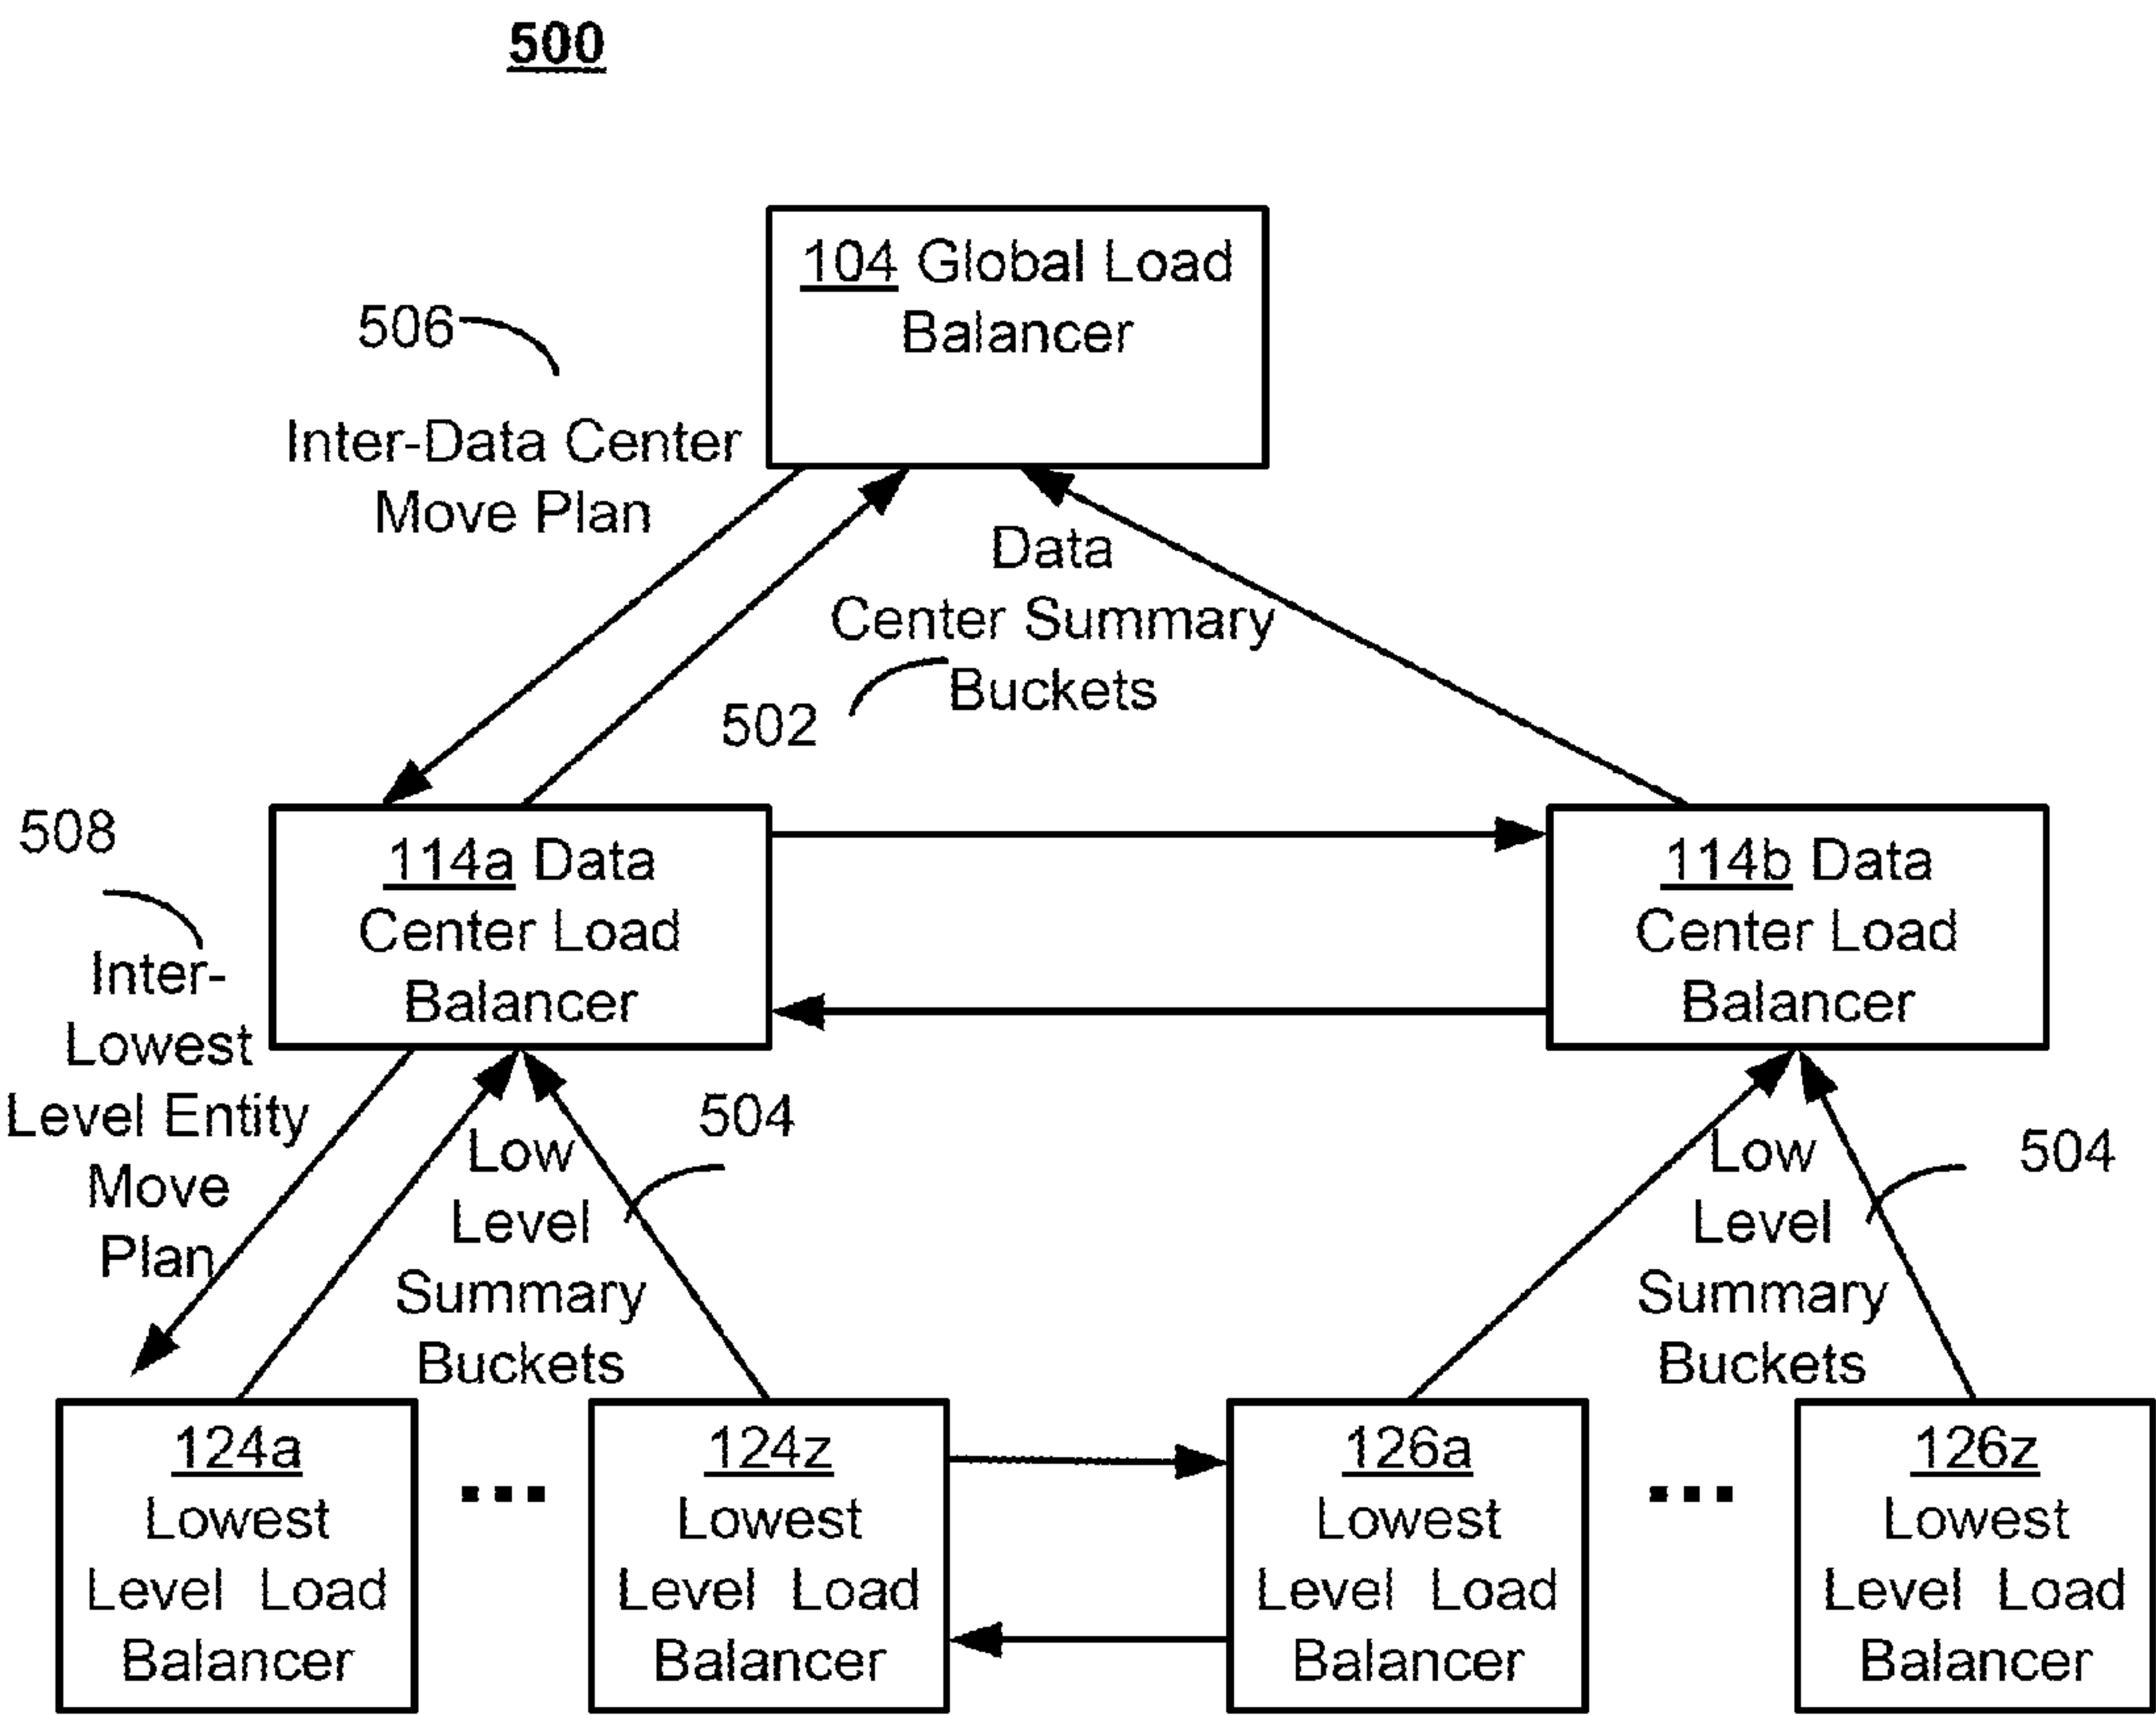 500
104 Global Load
Balancer
506
Inter-Data Center
Move Plan
Data
Center Summary
Buckets
502
508
114a Data
Center Load
Balancer
114b Data
Center Load
Balancer
Inter-
Lowest
Level Entity
Move
Plan
504
Low
Level
Summary
Buckets
504
Low
Level
Summary
Buckets
124a
Lowest
Level Load
Balancer
...
124z
Lowest
Level Load
Balancer
126a
Lowest
Level Load
Balancer
...
126z
Lowest
Level Load
Balancer